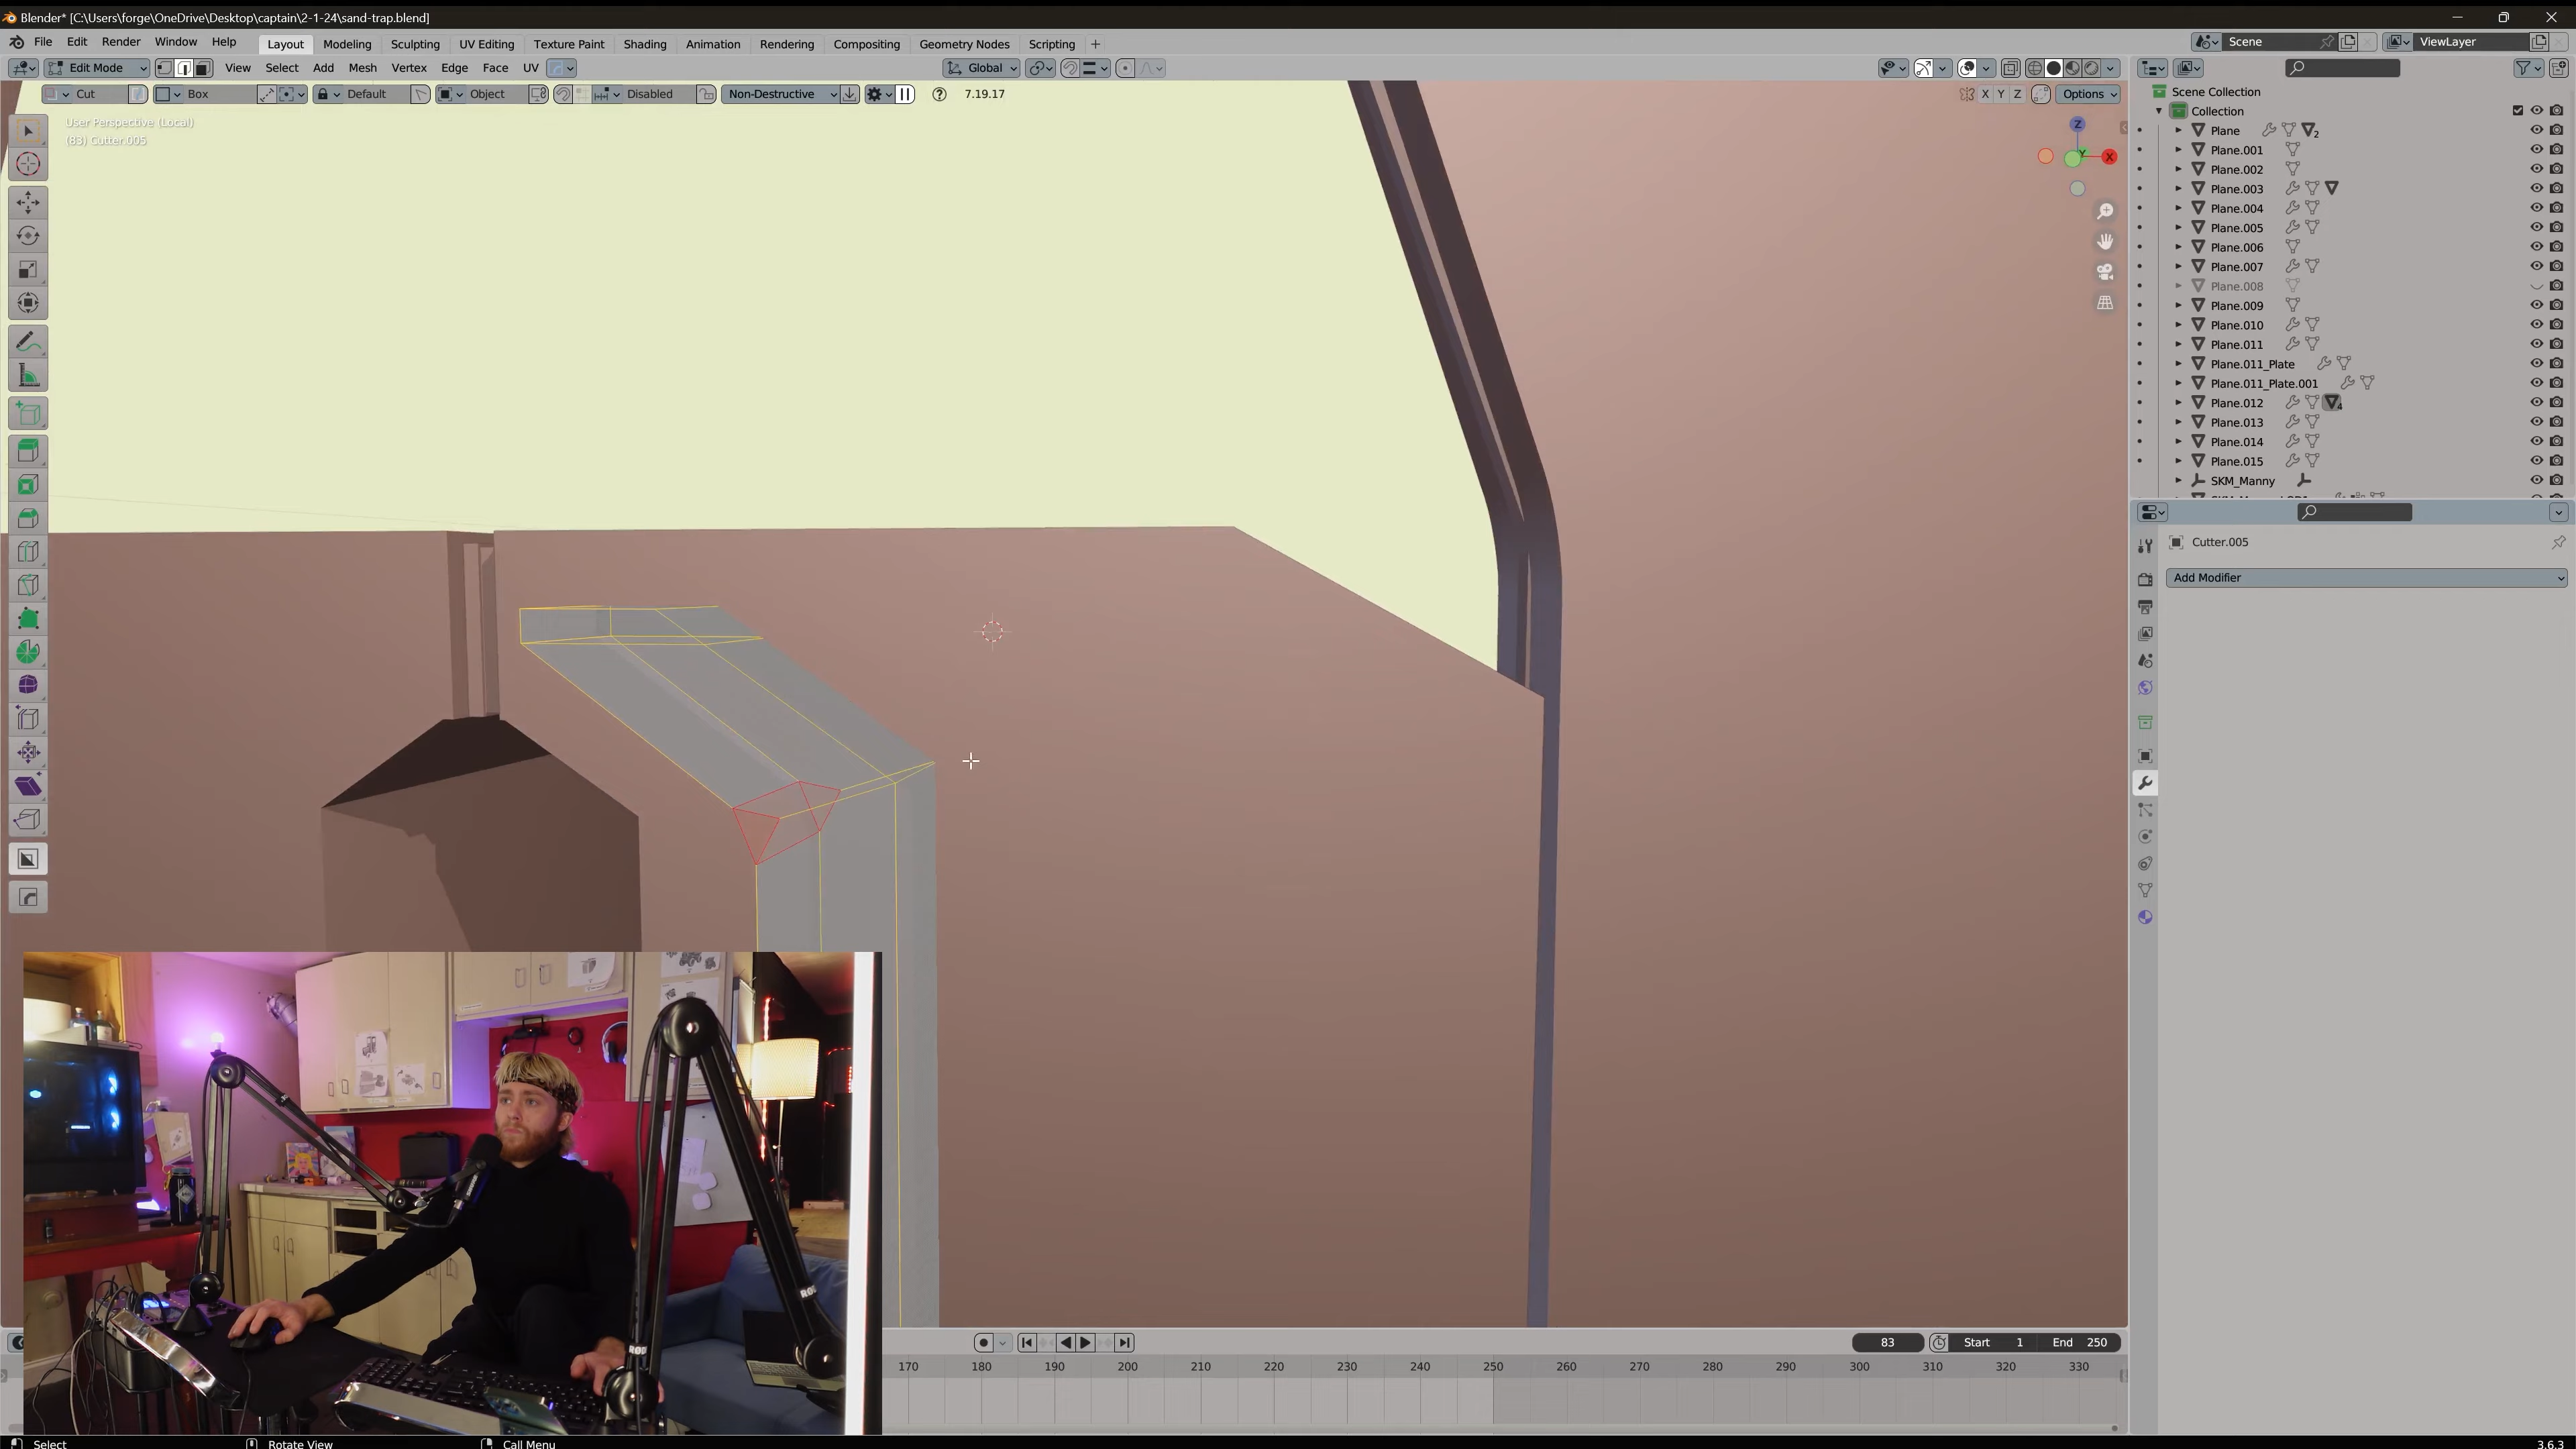 Blender* [C:\Users\forge\OneDrive\Desktop\captain\2-1-24\sand-trap.blend]
File Edit Render Window Help Layout Modeling Sculpting UV Editing Texture Paint Shading Animation Rendering Compositing Geometry Nodes Scripting + Scene ViewLayer
Edit Mode View Select Add Mesh Vertex Edge Face UV Global
Cut Box Default Object Disabled Non-Destructive 7.19.17 X Y Z Options
User Perspective (Local)
(83) Cutter.005
Z
Y
X
Scene Collection
Collection
Plane 2
Plane.001
Plane.002
Plane.003
Plane.004
Plane.005
Plane.006
Plane.007
Plane.008
Plane.009
Plane.010
Plane.011
Plane.011_Plate
Plane.011_Plate.001
Plane.012 4
Plane.013
Plane.014
Plane.015
SKM_Manny
Cutter.005
Add Modifier
83 Start 1 End 250
170 180 190 200 210 220 230 240 250 260 270 280 290 300 310 320 330
Select Rotate View Call Menu 3.6.3